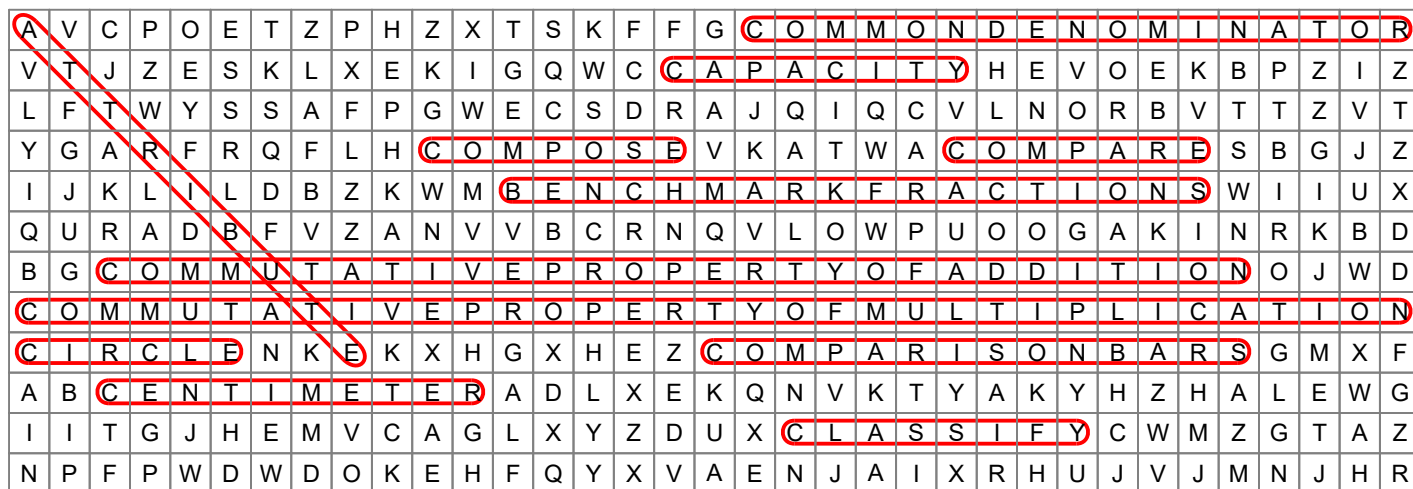 A V C P O E T Z P H Z X T S K F F G C O M M O N D E N O M I N A T O R
V T J Z E S K L X E K I G Q W C C A P A C I T Y H E V O E K B P Z I Z
L F T W Y S S A F P G W E C S D R A J Q I Q C V L N O R B V T T Z V T
Y G A R F R Q F L H C O M P O S E V K A T W A C O M P A R E S B G J Z
I J K L I L D B Z K W M B E N C H M A R K F R A C T I O N S W I I U X
Q U R A D B F V Z A N V V B C R N Q V L O W P U O O G A K I N R K B D
B G C O M M U T A T I V E P R O P E R T Y O F A D D I T I O N O J W D
C O M M U T A T I V E P R O P E R T Y O F M U L T I P L I C A T I O N
C I R C L E N K E K X H G X H E Z C O M P A R I S O N B A R S G M X F
A B C E N T I M E T E R A D L X E K Q N V K T Y A K Y H Z H A L E W G
I I T G J H E M V C A G L X Y Z D U X C L A S S I F Y C W M Z G T A Z
N P F P W D W D O K E H F Q Y X V A E N J A I X R H U J V J M N J H R